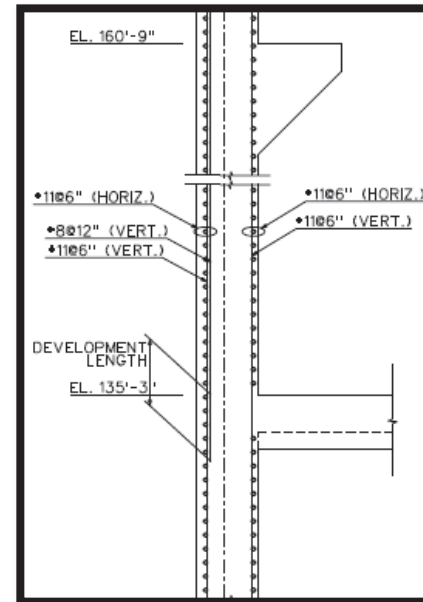 EL. 160'-9"
#11@6" (HORIZ.)
#11@6" (HORIZ.)
#8@12" (VERT.)
#11@6" (VERT.)
#11@6" (VERT.)
DEVELOPMENT
LENGTH
EL. 135'-3"